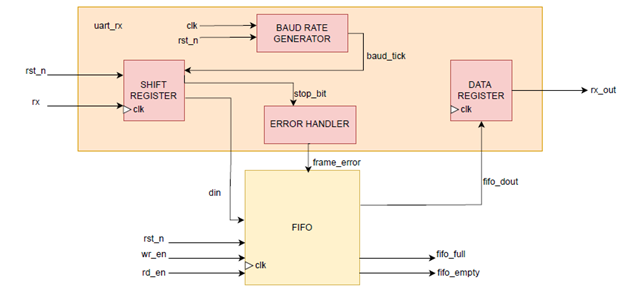 uart_rx
clk
rst_n
BAUD RATE
GENERATOR
baud_tick
rst_n
rx
SHIFT
REGISTER
clk
stop_bit
ERROR HANDLER
DATA
REGISTER
clk
rx_out
frame_error
din
fifo_dout
FIFO
rst_n
wr_en
rd_en
clk
fifo_full
fifo_empty